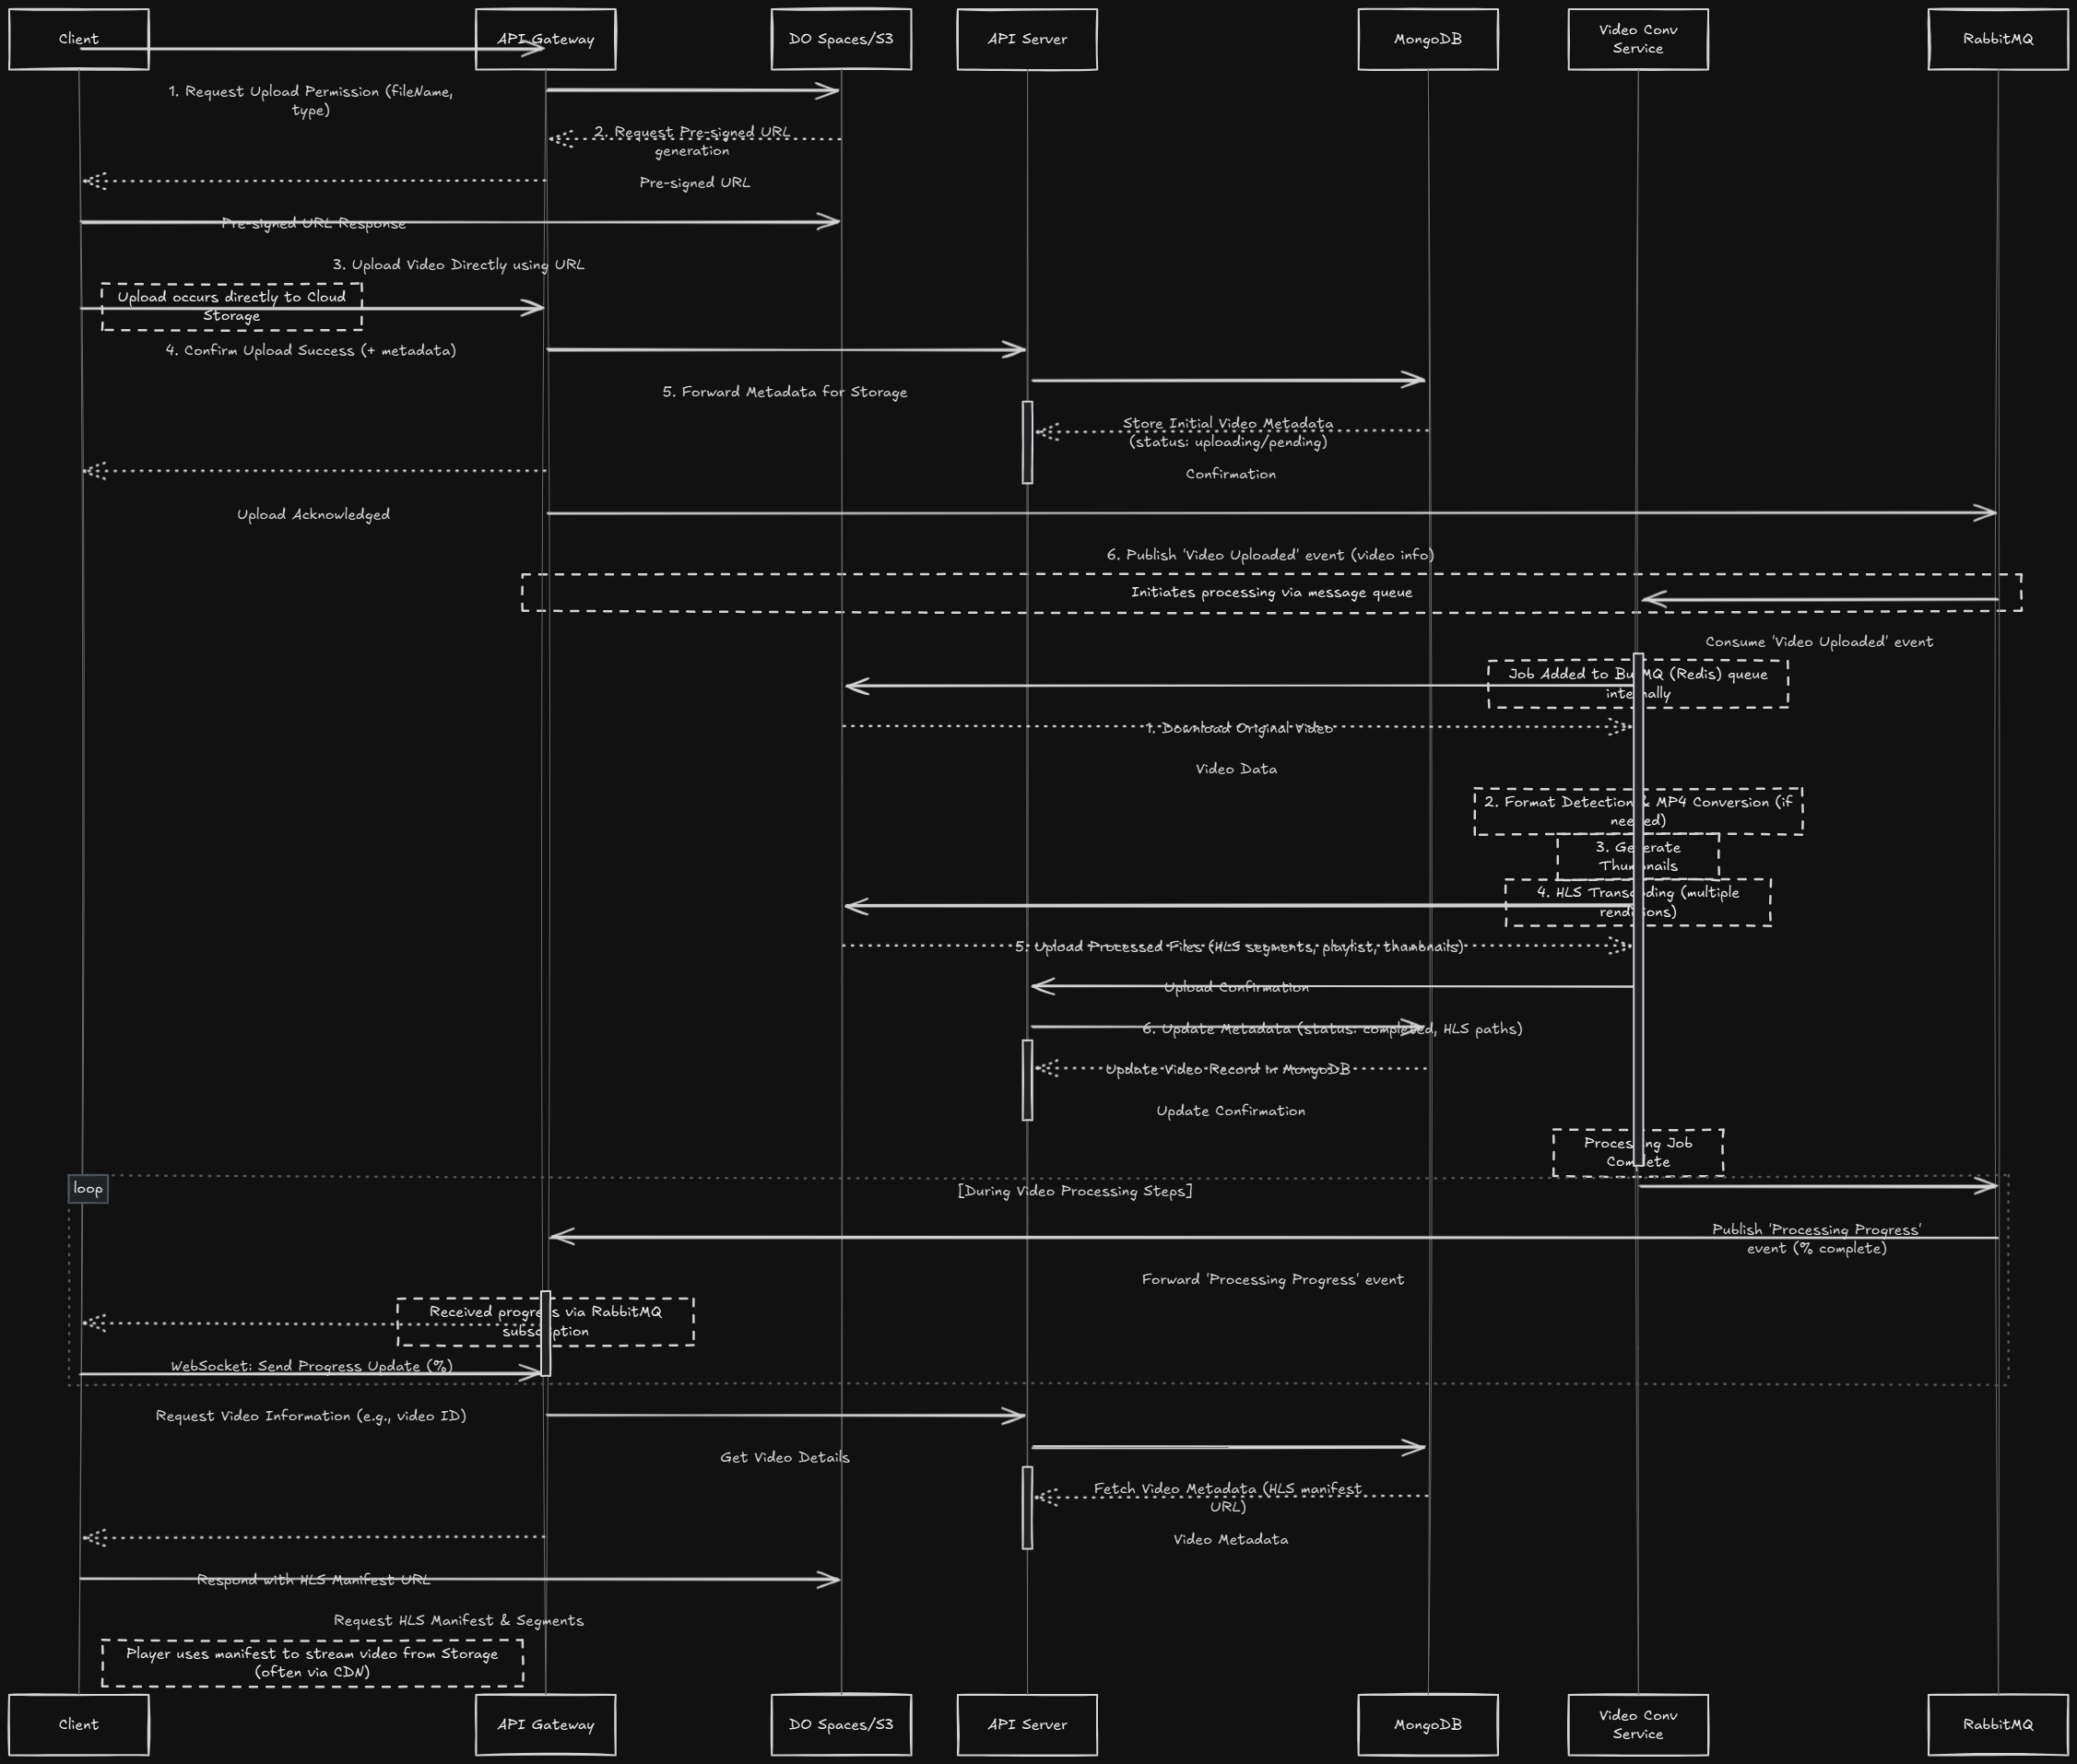 Client
API Gateway
DO Spaces/S3
API Server
MongoDB
Video Conv
Service
RabbitMQ
1. Request Upload Permission (fileName,
type)
2. Request Pre-signed URL
generation
Pre-signed URL
Pre-signed URL Response
3. Upload Video Directly using URL
Upload occurs directly to Cloud
Storage
4. Confirm Upload Success (+ metadata)
5. Forward Metadata for Storage
Store Initial Video Metadata
(status: uploading/pending)
Confirmation
Upload Acknowledged
6. Publish 'Video Uploaded' event (video info)
Initiates processing via message queue
Consume 'Video Uploaded' event
Job Added to BullMQ (Redis) queue
internally
1. Download Original Video
Video Data
2. Format Detection & MP4 Conversion (if
needed)
3. Generate
Thumbnails
4. HLS Transcoding (multiple
renditions)
5. Upload Processed Files (HLS segments, playlist, thumbnails)
Upload Confirmation
6. Update Metadata (status: completed, HLS paths)
Update Video Record in MongoDB
Update Confirmation
Processing Job
Complete
loop
[During Video Processing Steps]
Publish 'Processing Progress'
event (% complete)
Forward 'Processing Progress' event
Received progress via RabbitMQ
subscription
WebSocket: Send Progress Update (%)
Request Video Information (e.g., video ID)
Get Video Details
Fetch Video Metadata (HLS manifest
URL)
Video Metadata
Respond with HLS Manifest URL
Request HLS Manifest & Segments
Player uses manifest to stream video from Storage
(often via CDN)
Client
API Gateway
DO Spaces/S3
API Server
MongoDB
Video Conv
Service
RabbitMQ